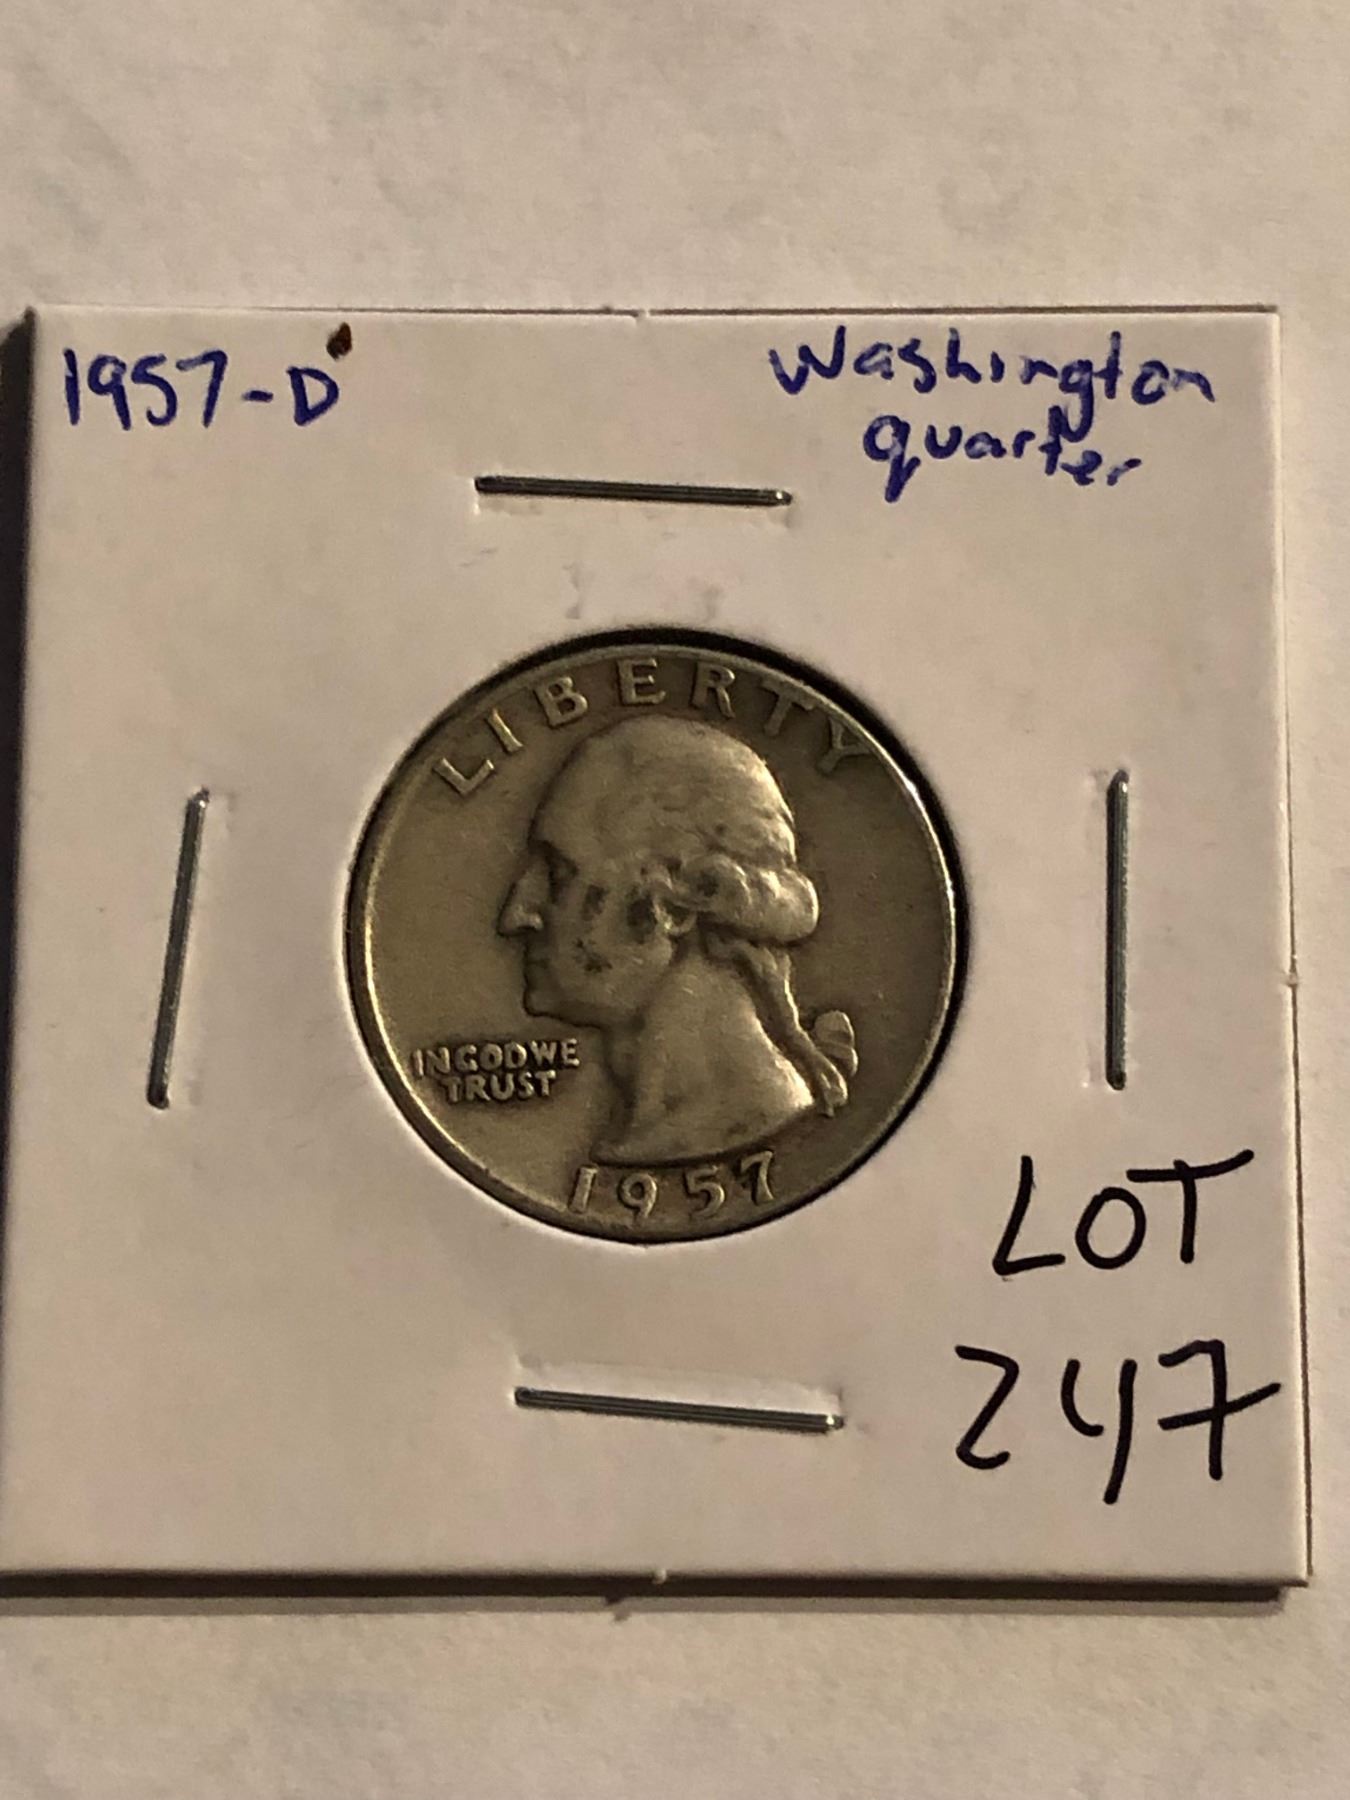 1957-D
Washington
quarter
LIBERTY
IN GOD WE
TRUST
1957
LOT
247